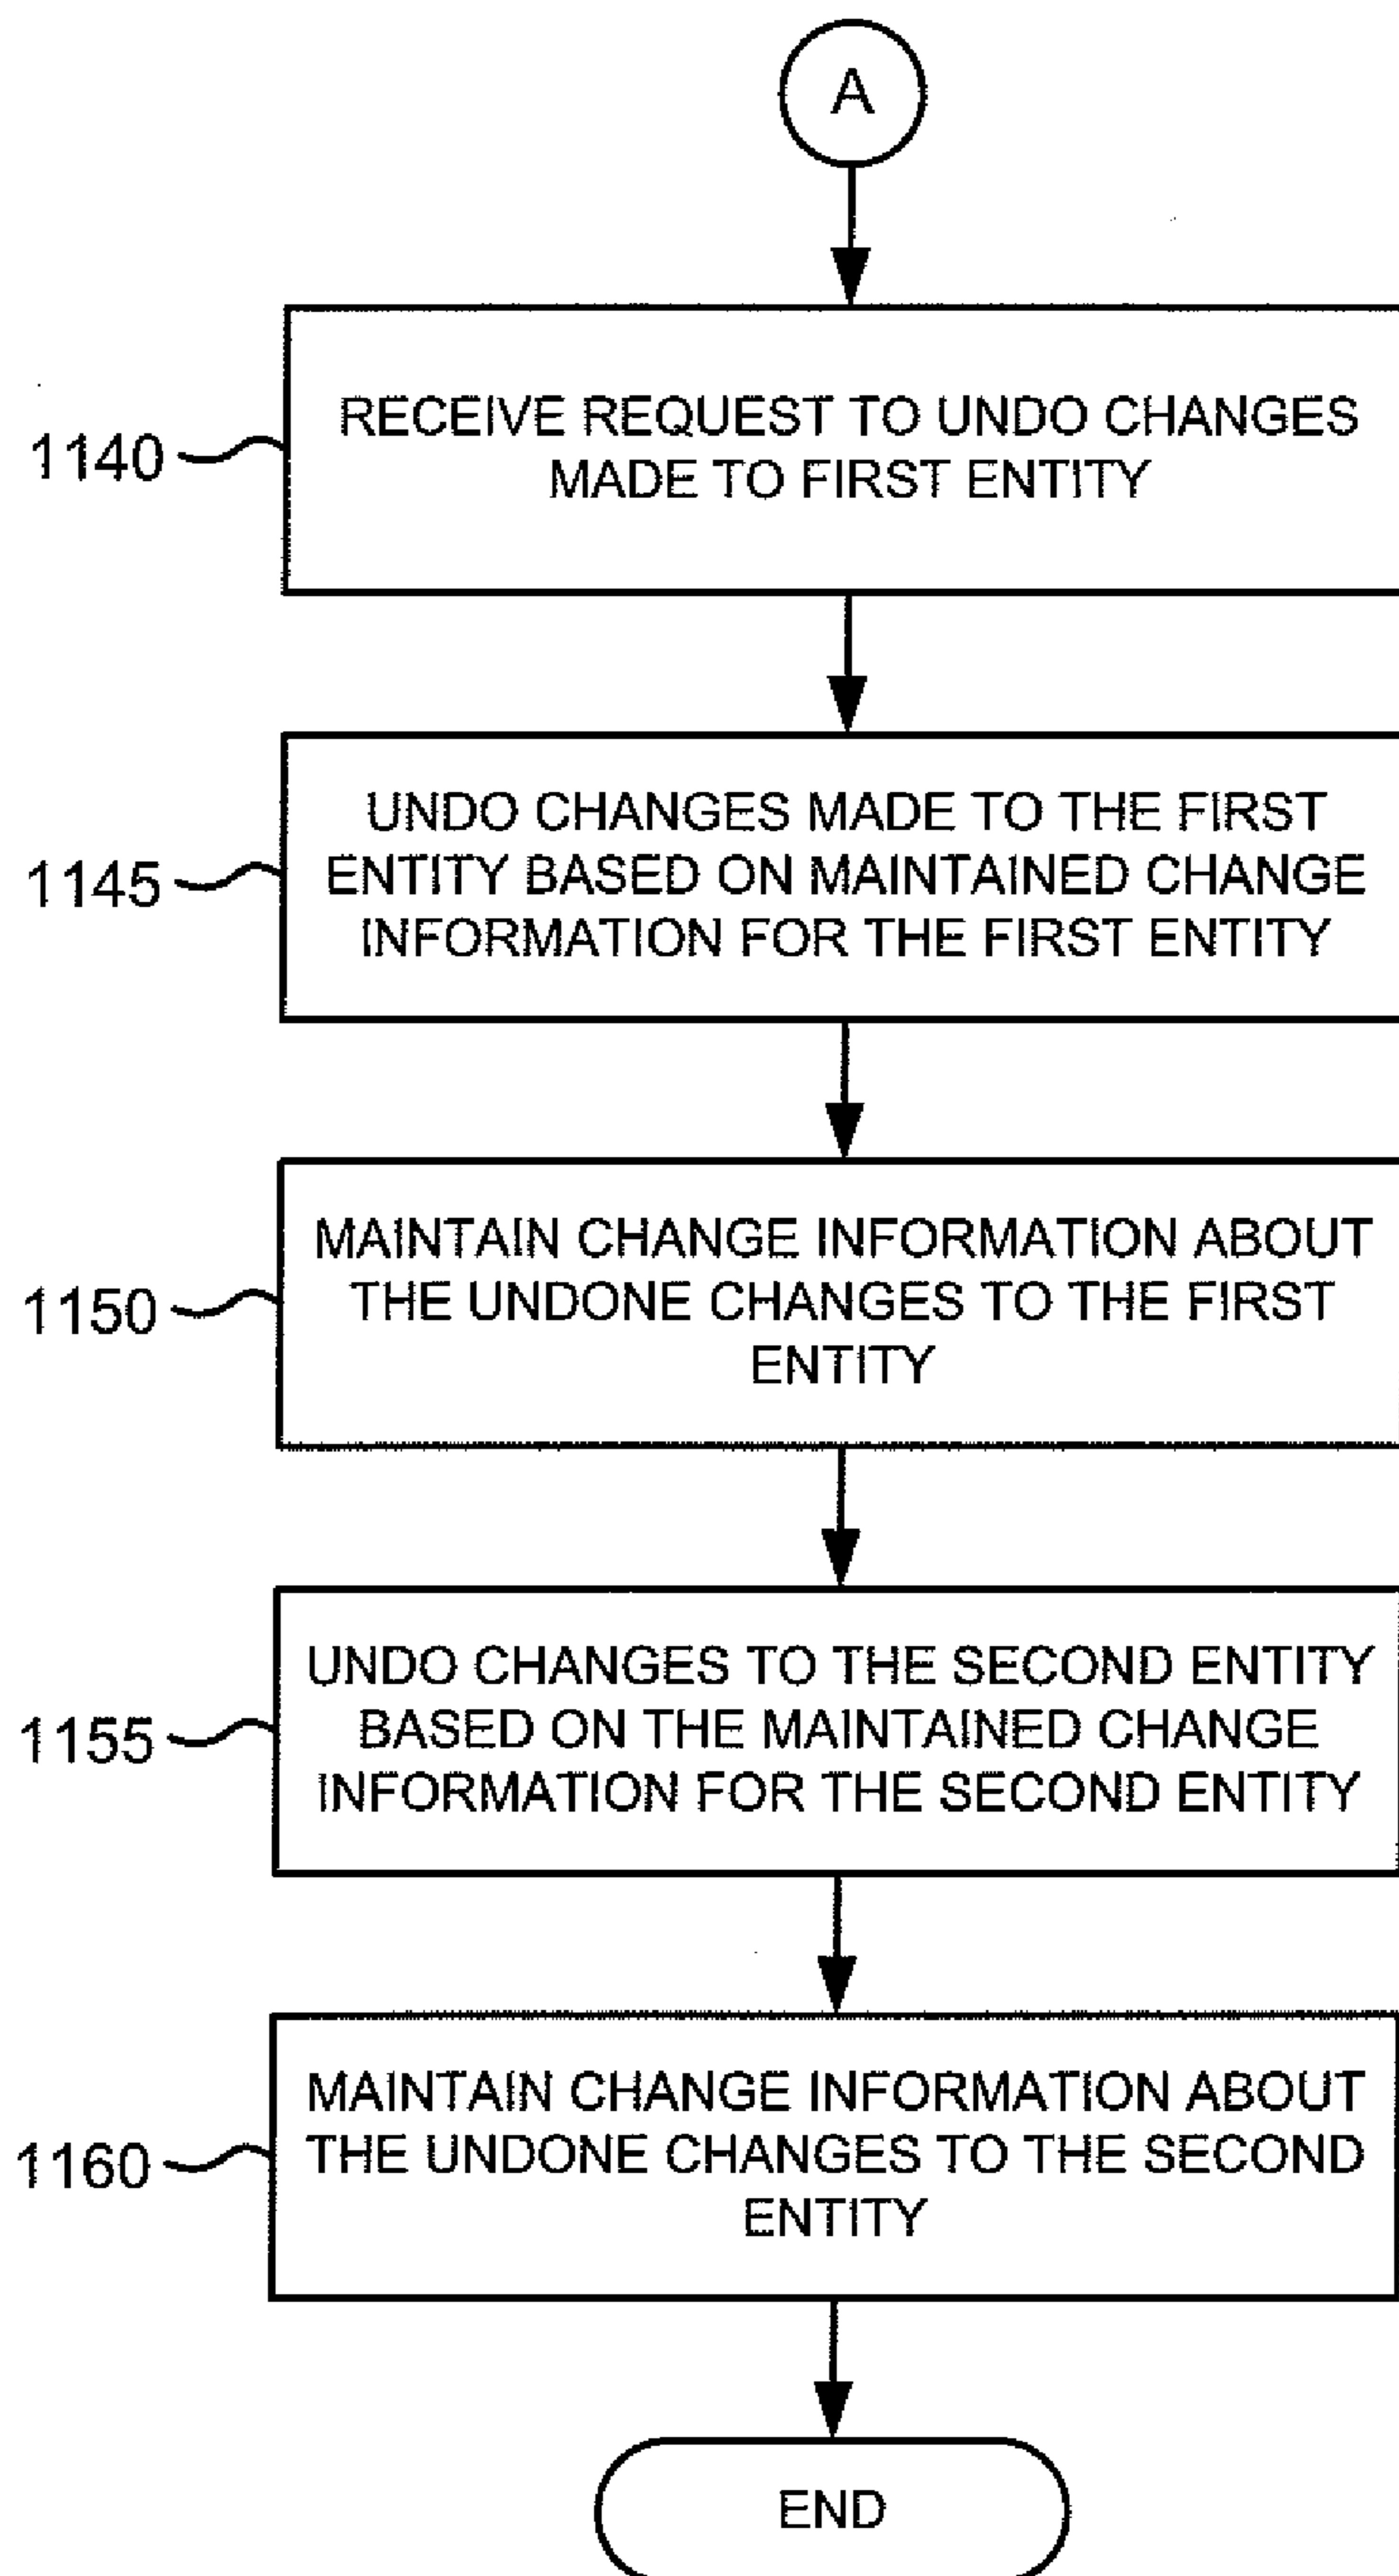 A
1140
RECEIVE REQUEST TO UNDO CHANGES
MADE TO FIRST ENTITY
1145
UNDO CHANGES MADE TO THE FIRST
ENTITY BASED ON MAINTAINED CHANGE
INFORMATION FOR THE FIRST ENTITY
1150
MAINTAIN CHANGE INFORMATION ABOUT
THE UNDONE CHANGES TO THE FIRST
ENTITY
1155
UNDO CHANGES TO THE SECOND ENTITY
BASED ON THE MAINTAINED CHANGE
INFORMATION FOR THE SECOND ENTITY
1160
MAINTAIN CHANGE INFORMATION ABOUT
THE UNDONE CHANGES TO THE SECOND
ENTITY
END